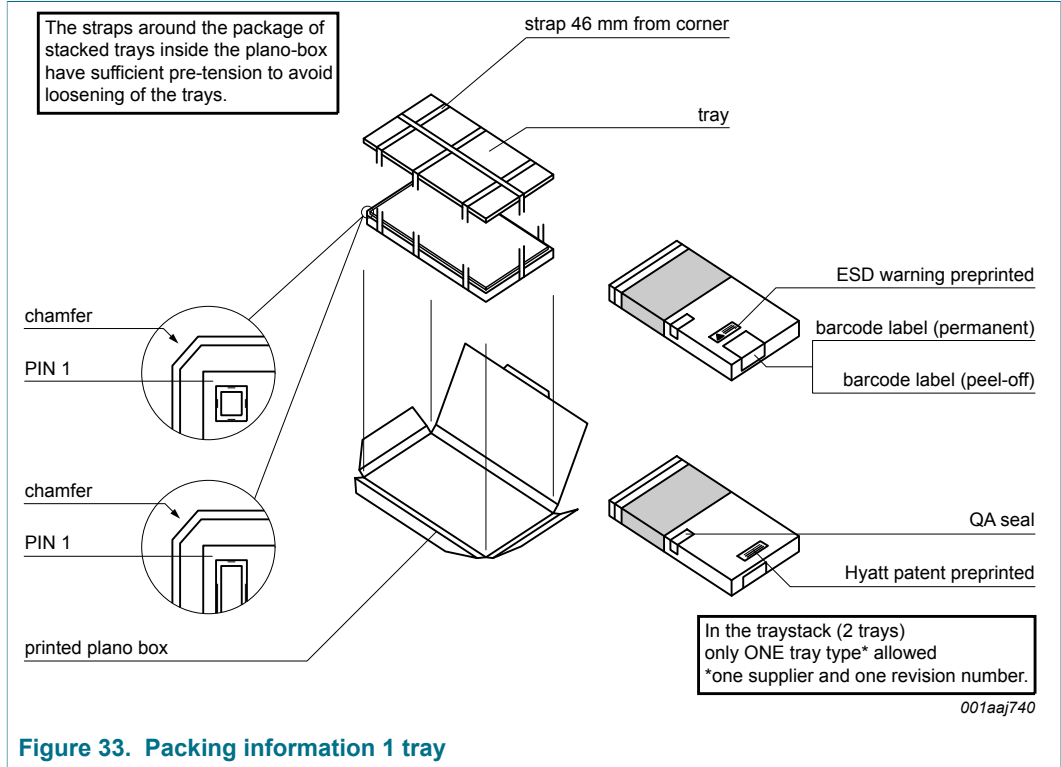 The straps around the package of
stacked trays inside the plano-box
have sufficient pre-tension to avoid
loosening of the trays.
strap 46 mm from corner
tray
chamfer
PIN 1
chamfer
PIN 1
printed plano box
ESD warning preprinted
barcode label (permanent)
barcode label (peel-off)
QA seal
Hyatt patent preprinted
In the traystack (2 trays)
only ONE tray type* allowed
*one supplier and one revision number.
001aaj740
Figure 33. Packing information 1 tray